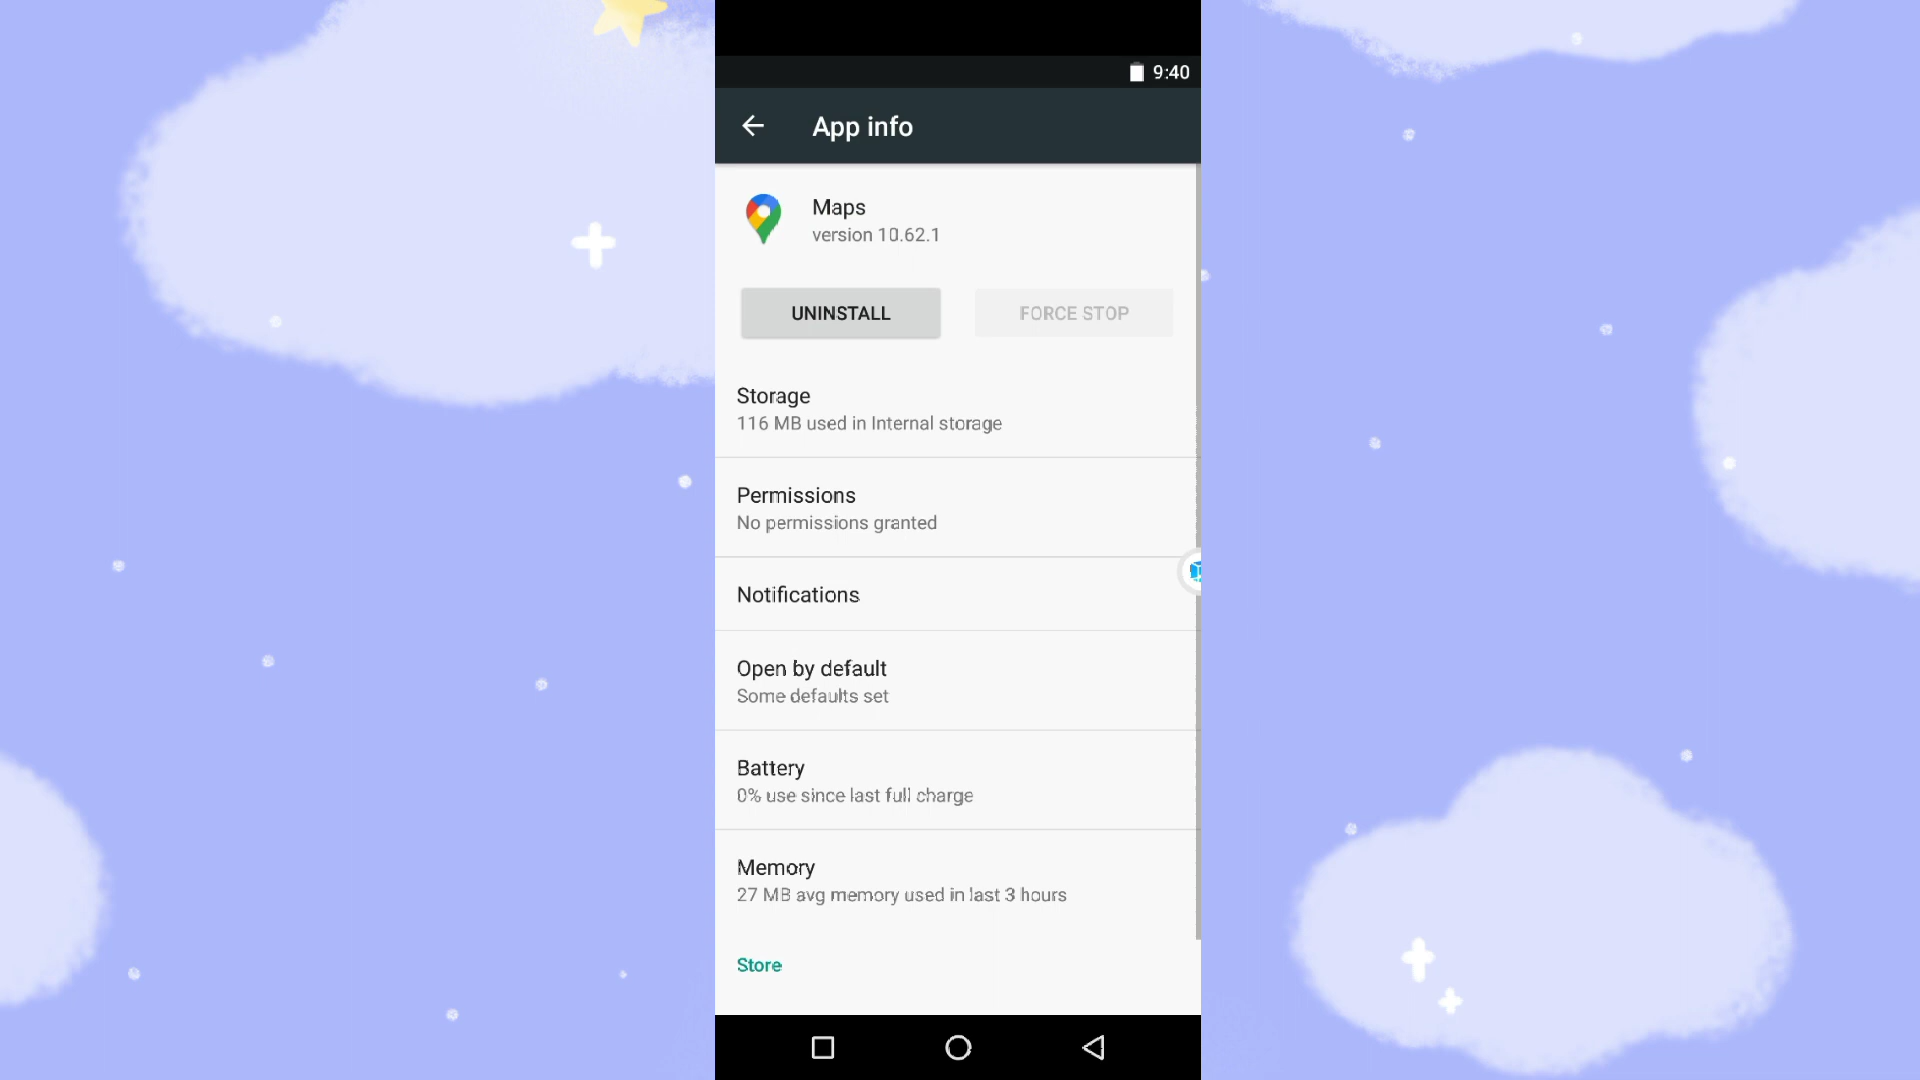 9:40
App info
Maps
version 10.62.1
UNINSTALL
FORCE STOP
Storage
116 MB used in Internal storage
Permissions
No permissions granted
Notifications
Open by default
Some defaults set
Battery
0% use since last full charge
Memory
27 MB avg memory used in last 3 hours
Store